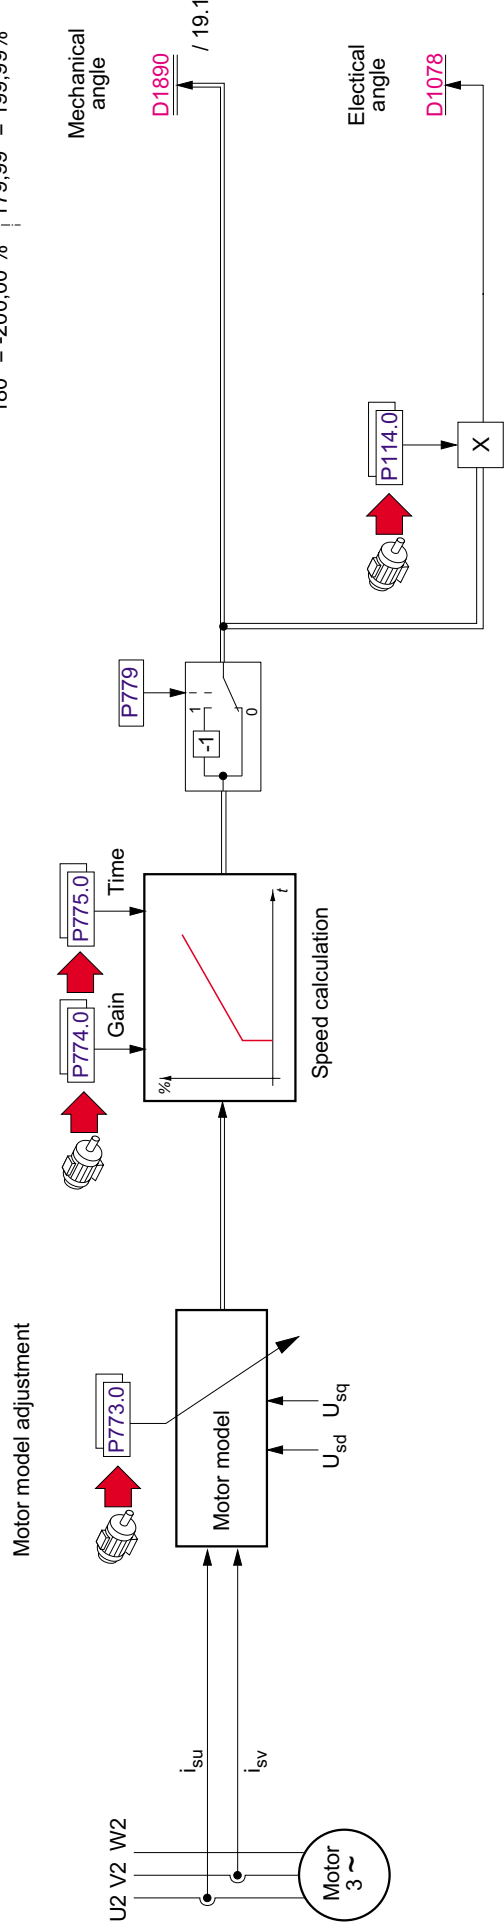 Motor model adjustment
U2 V2 W2
Motor
3 ~
isu
isv
P773.0
Motor model
Usd
Usq
P774.0
Gain
P775.0
Time
%
t
Speed calculation
P779
1
-1
0
P114.0
X
Mechanical
angle
D1890
/ 19.1
Electical
angle
D1078